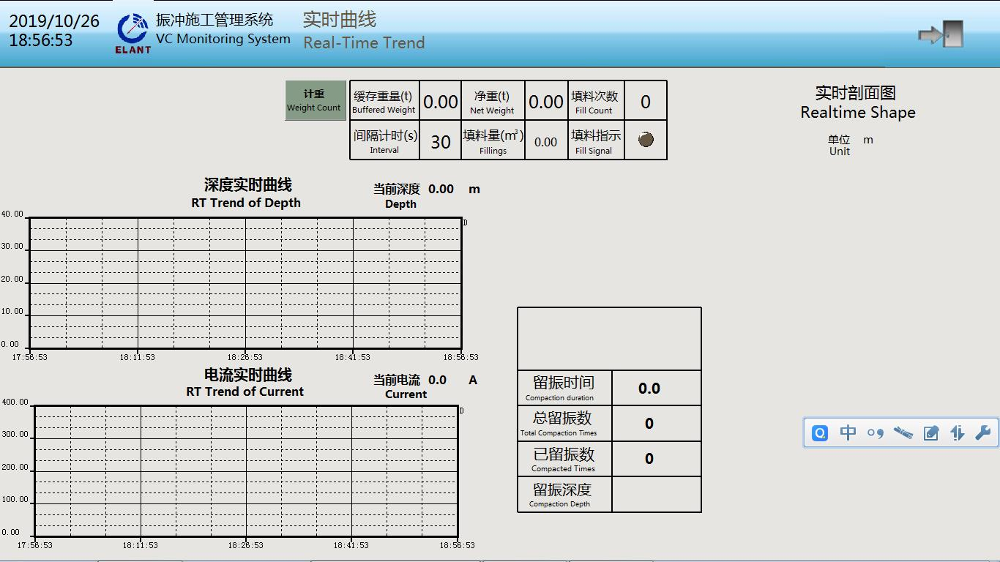 2019/10/26
18:56:53
ELANT
振冲施工管理系统
VC Monitoring System
实时曲线
Real-Time Trend
计重
Weight Count
缓存重量(t)
Buffered Weight
0.00
净重(t)
Net Weight
0.00
填料次数
Fill Count
0
间隔计时(s)
Interval
30
填料量(m³)
Fillings
0.00
填料指示
Fill Signal
实时剖面图
Realtime Shape
单位 m
Unit
深度实时曲线
RT Trend of Depth
当前深度 0.00 m
Depth
40.00
30.00
20.00
10.00
0.00
D
17:56:53 18:11:53 18:26:53 18:41:53 18:56:53
电流实时曲线
RT Trend of Current
当前电流 0.0 A
Current
400.00
300.00
200.00
100.00
0.00
D
17:56:53 18:11:53 18:26:53 18:41:53 18:56:53
留振时间
Compaction duration
0.0
总留振数
Total Compaction Times
0
已留振数
Compacted Times
0
留振深度
Compaction Depth
Q 中